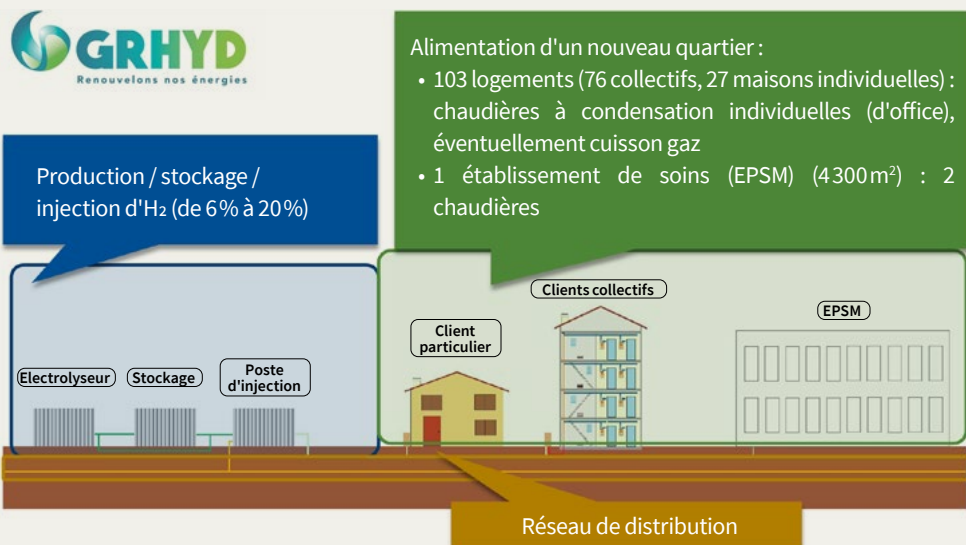 GRHYD
Renouvelons nos énergies
Production / stockage /
injection d'H₂ (de 6 % à 20 %)
Alimentation d'un nouveau quartier :
• 103 logements (76 collectifs, 27 maisons individuelles) :
chaudières à condensation individuelles (d'office),
éventuellement cuisson gaz
• 1 établissement de soins (EPSM) (4 300 m²) : 2
chaudières
Electrolyseur
Stockage
Poste
d'injection
Client
particulier
Clients collectifs
EPSM
Réseau de distribution